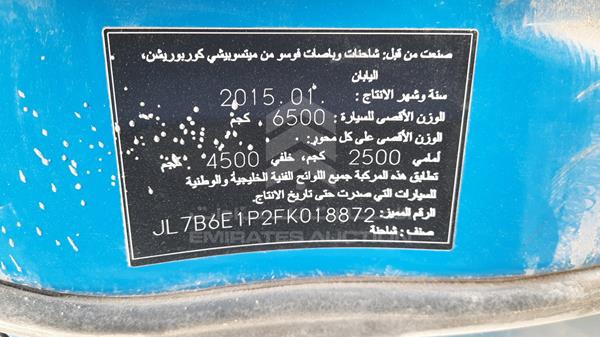 صنعت من قبل: شاحنات وباصات فوسو من ميتسوبيشي كوربوريشن،
اليابان
سنة وشهر الانتاج : 2015.01.
الوزن الأقصى للسيارة : 6500 كجم
الوزن الأقصى على كل محور:
أمامي 2500 كجم، خلفي 4500 كجم
تطابق هذه المركبة جميع اللوائح الفنية الخليجية والوطنية
للسيارات التي صدرت حتى تاريخ الانتاج.
الرقم المميز: JL7B6E1P2FK018872
صنف : شاحنة
EMIRATES AUCTION